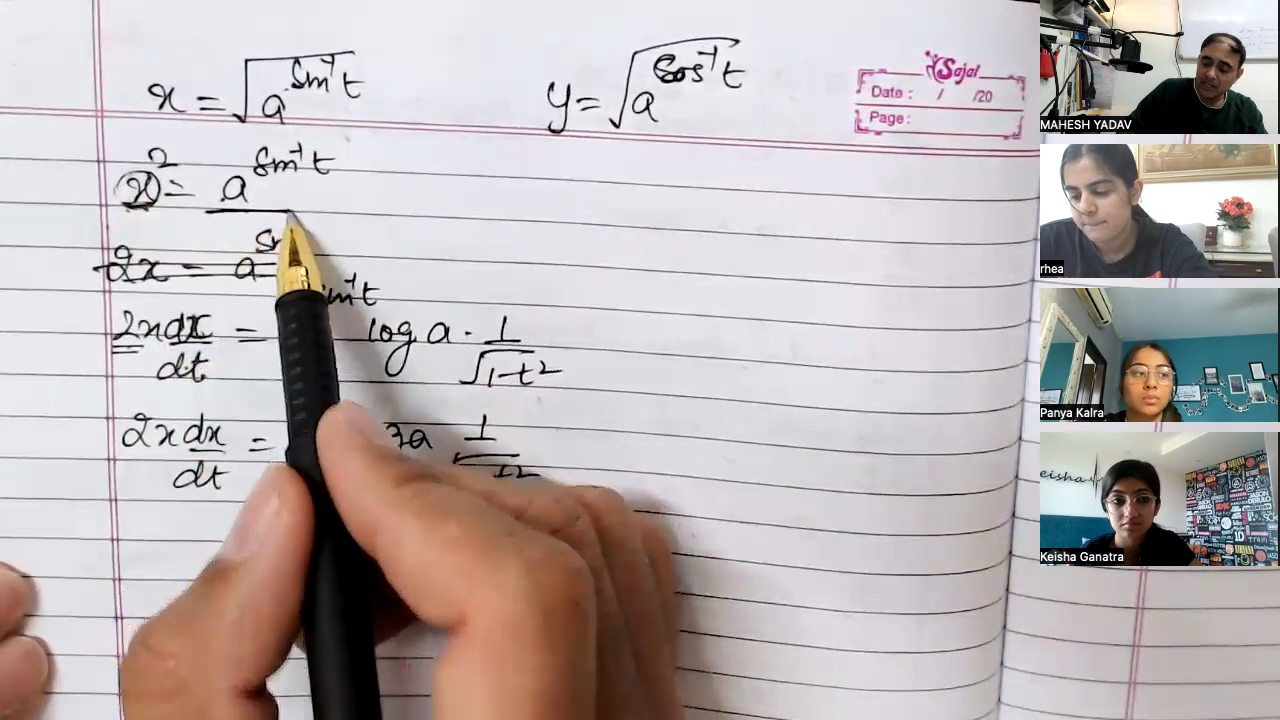 x = √a^sin⁻¹t
y = √a^cos⁻¹t
Sajal
Date : / /20
Page:
x² = a^sin⁻¹t
2x = a
2x dx/dt = sin⁻¹t log a · 1/√1-t²
2x dx/dt = a 1
MAHESH YADAV
rhea
Panya Kalra
Keisha Ganatra